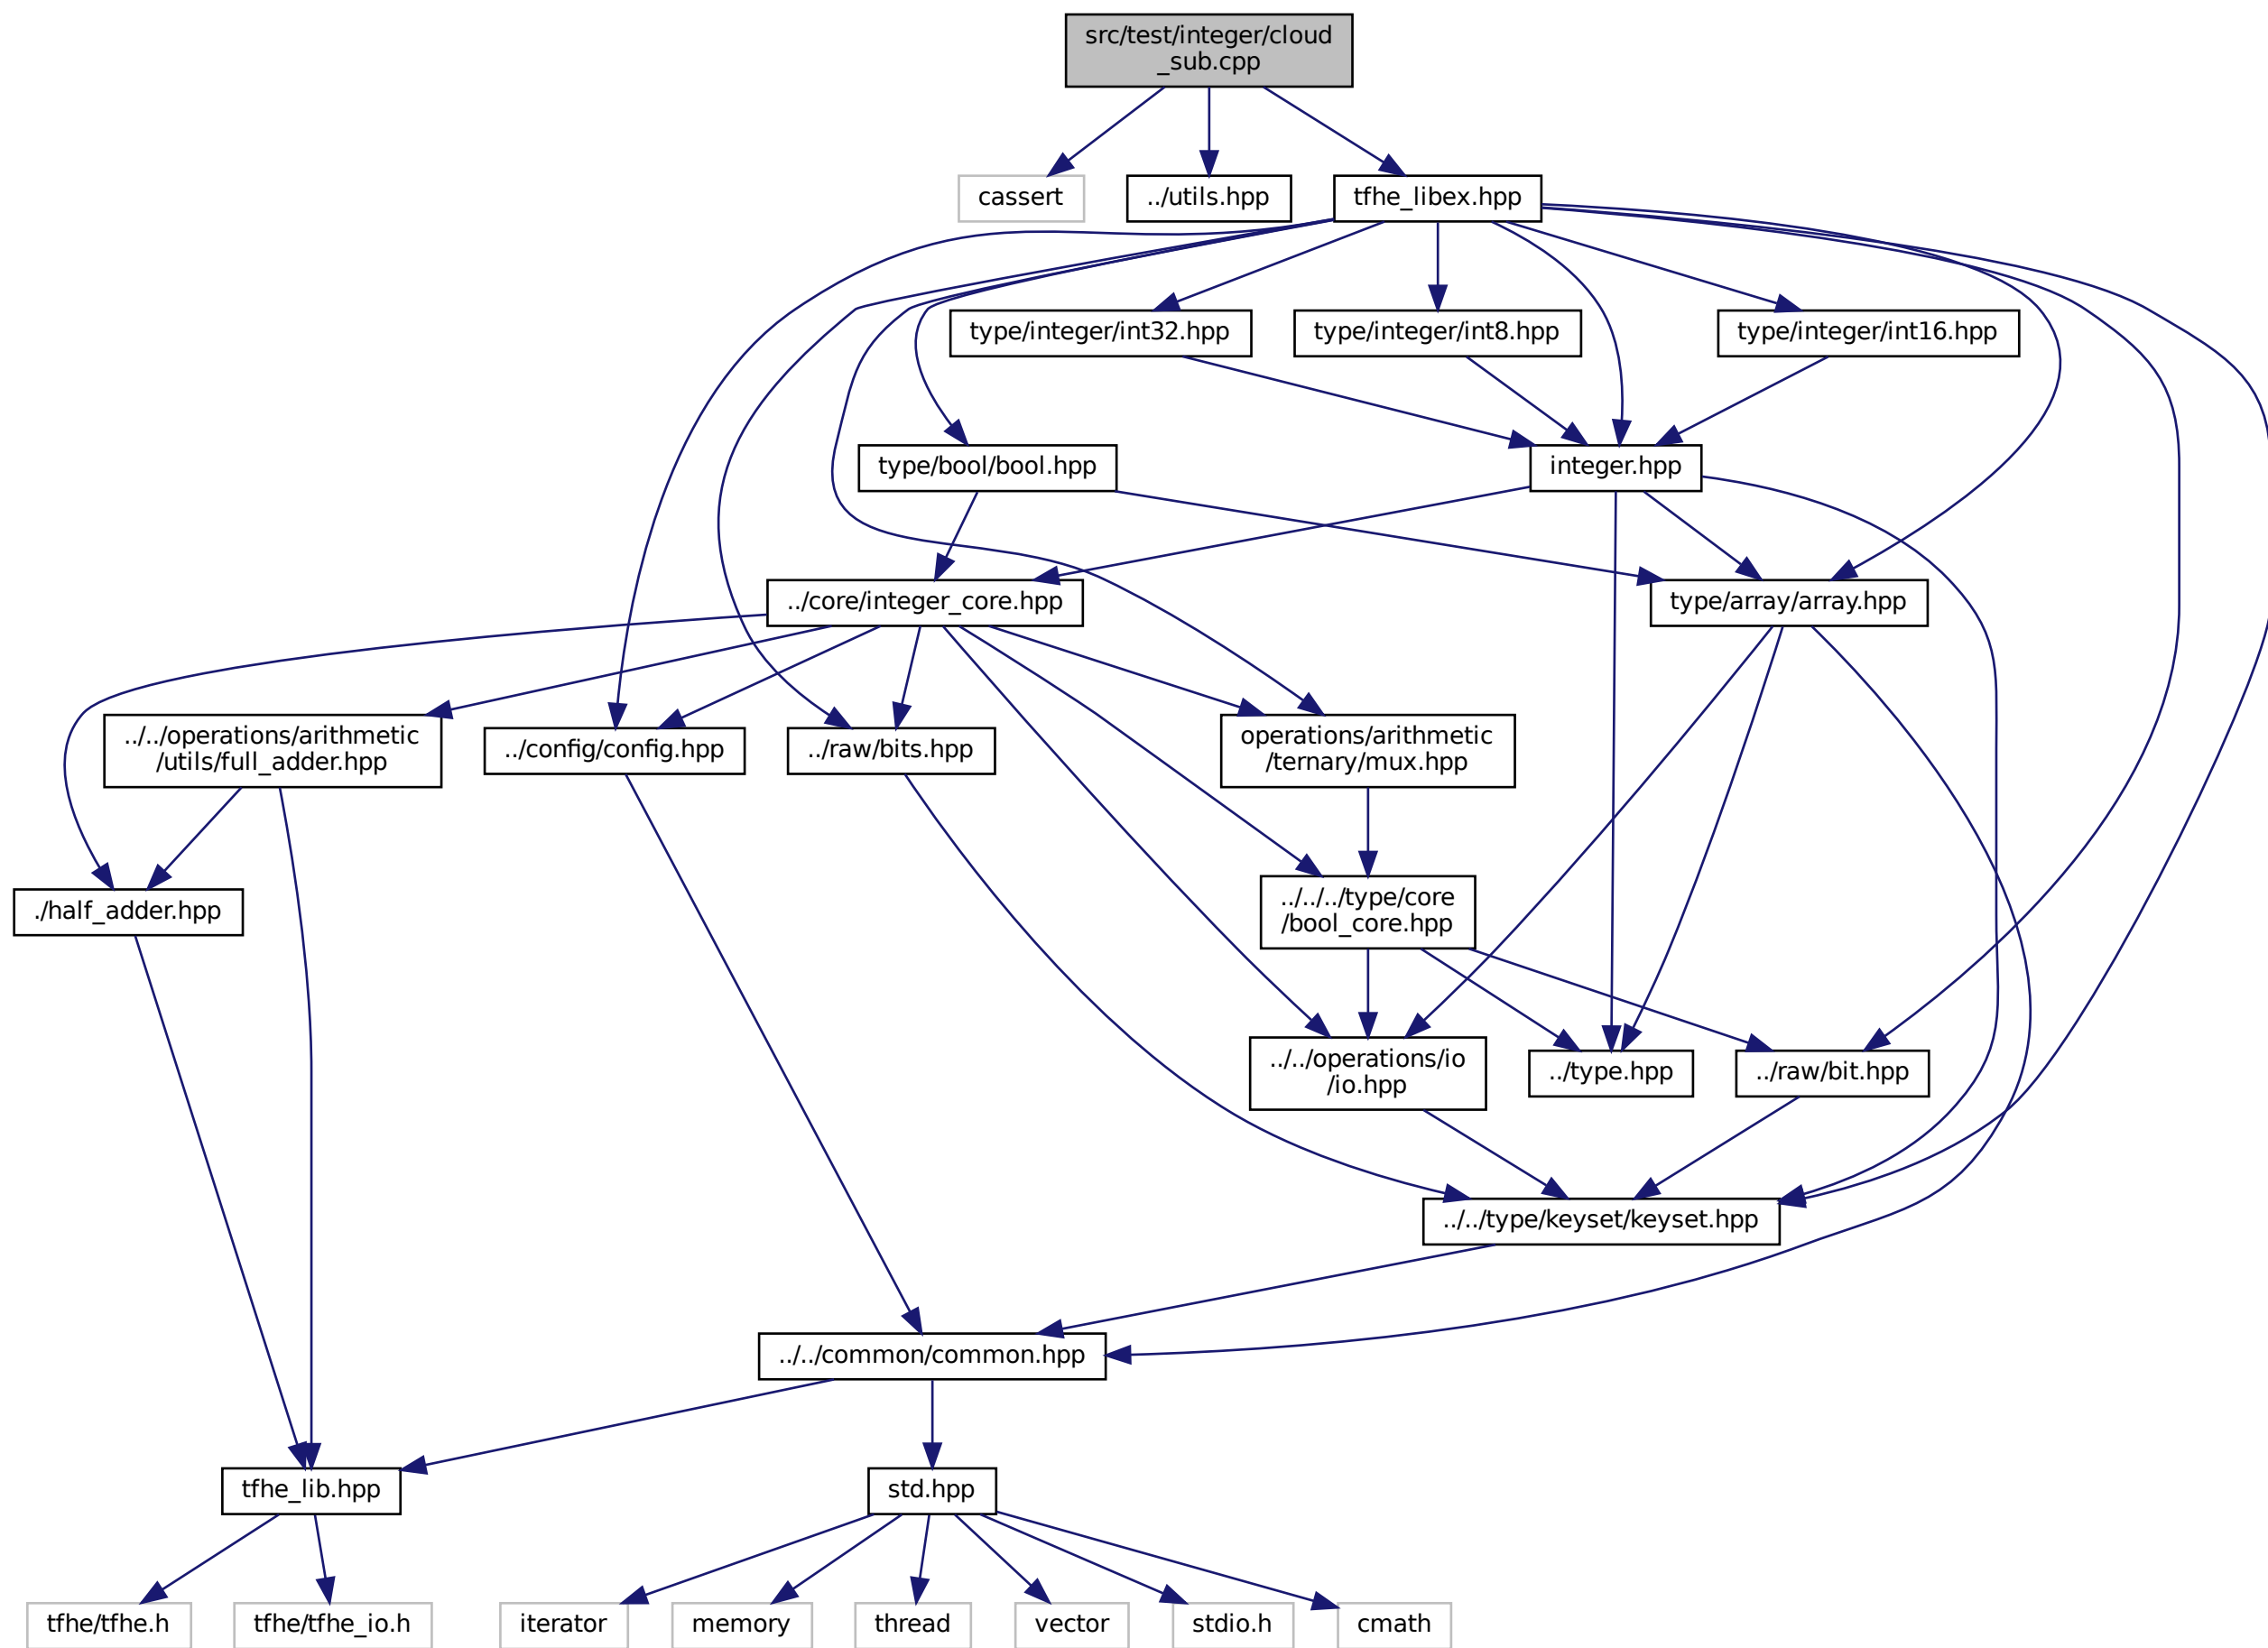 src/test/integer/cloud
_sub.cpp
cassert
../utils.hpp
tfhe_libex.hpp
type/integer/int32.hpp
type/integer/int8.hpp
type/integer/int16.hpp
type/bool/bool.hpp
integer.hpp
../core/integer_core.hpp
type/array/array.hpp
../../operations/arithmetic
/utils/full_adder.hpp
../config/config.hpp
../raw/bits.hpp
operations/arithmetic
/ternary/mux.hpp
./half_adder.hpp
../../../type/core
/bool_core.hpp
../../operations/io
/io.hpp
../type.hpp
../raw/bit.hpp
../../type/keyset/keyset.hpp
../../common/common.hpp
tfhe_lib.hpp
std.hpp
tfhe/tfhe.h
tfhe/tfhe_io.h
iterator
memory
thread
vector
stdio.h
cmath